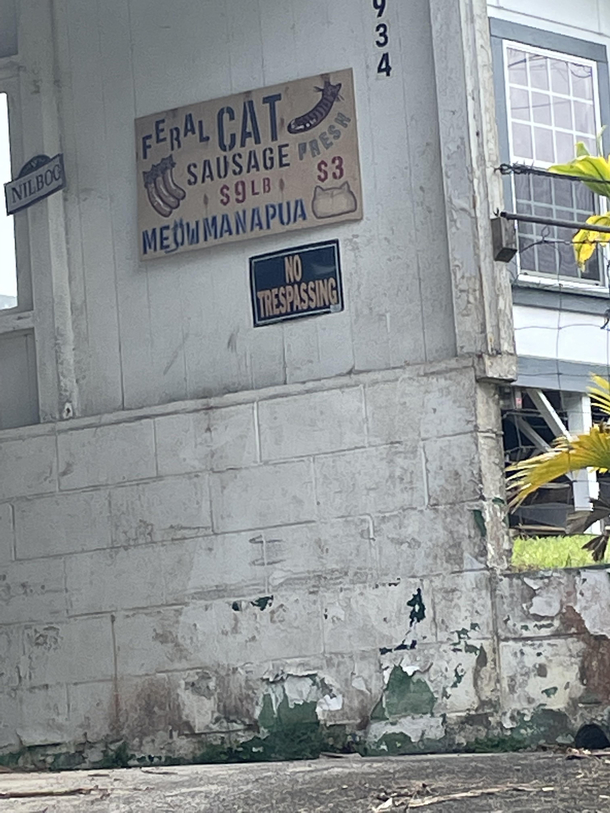 934
FERAL CAT
SAUSAGE FRESH
$9LB $3
MEOWMANAPUA
NILBOG
NO
TRESPASSING